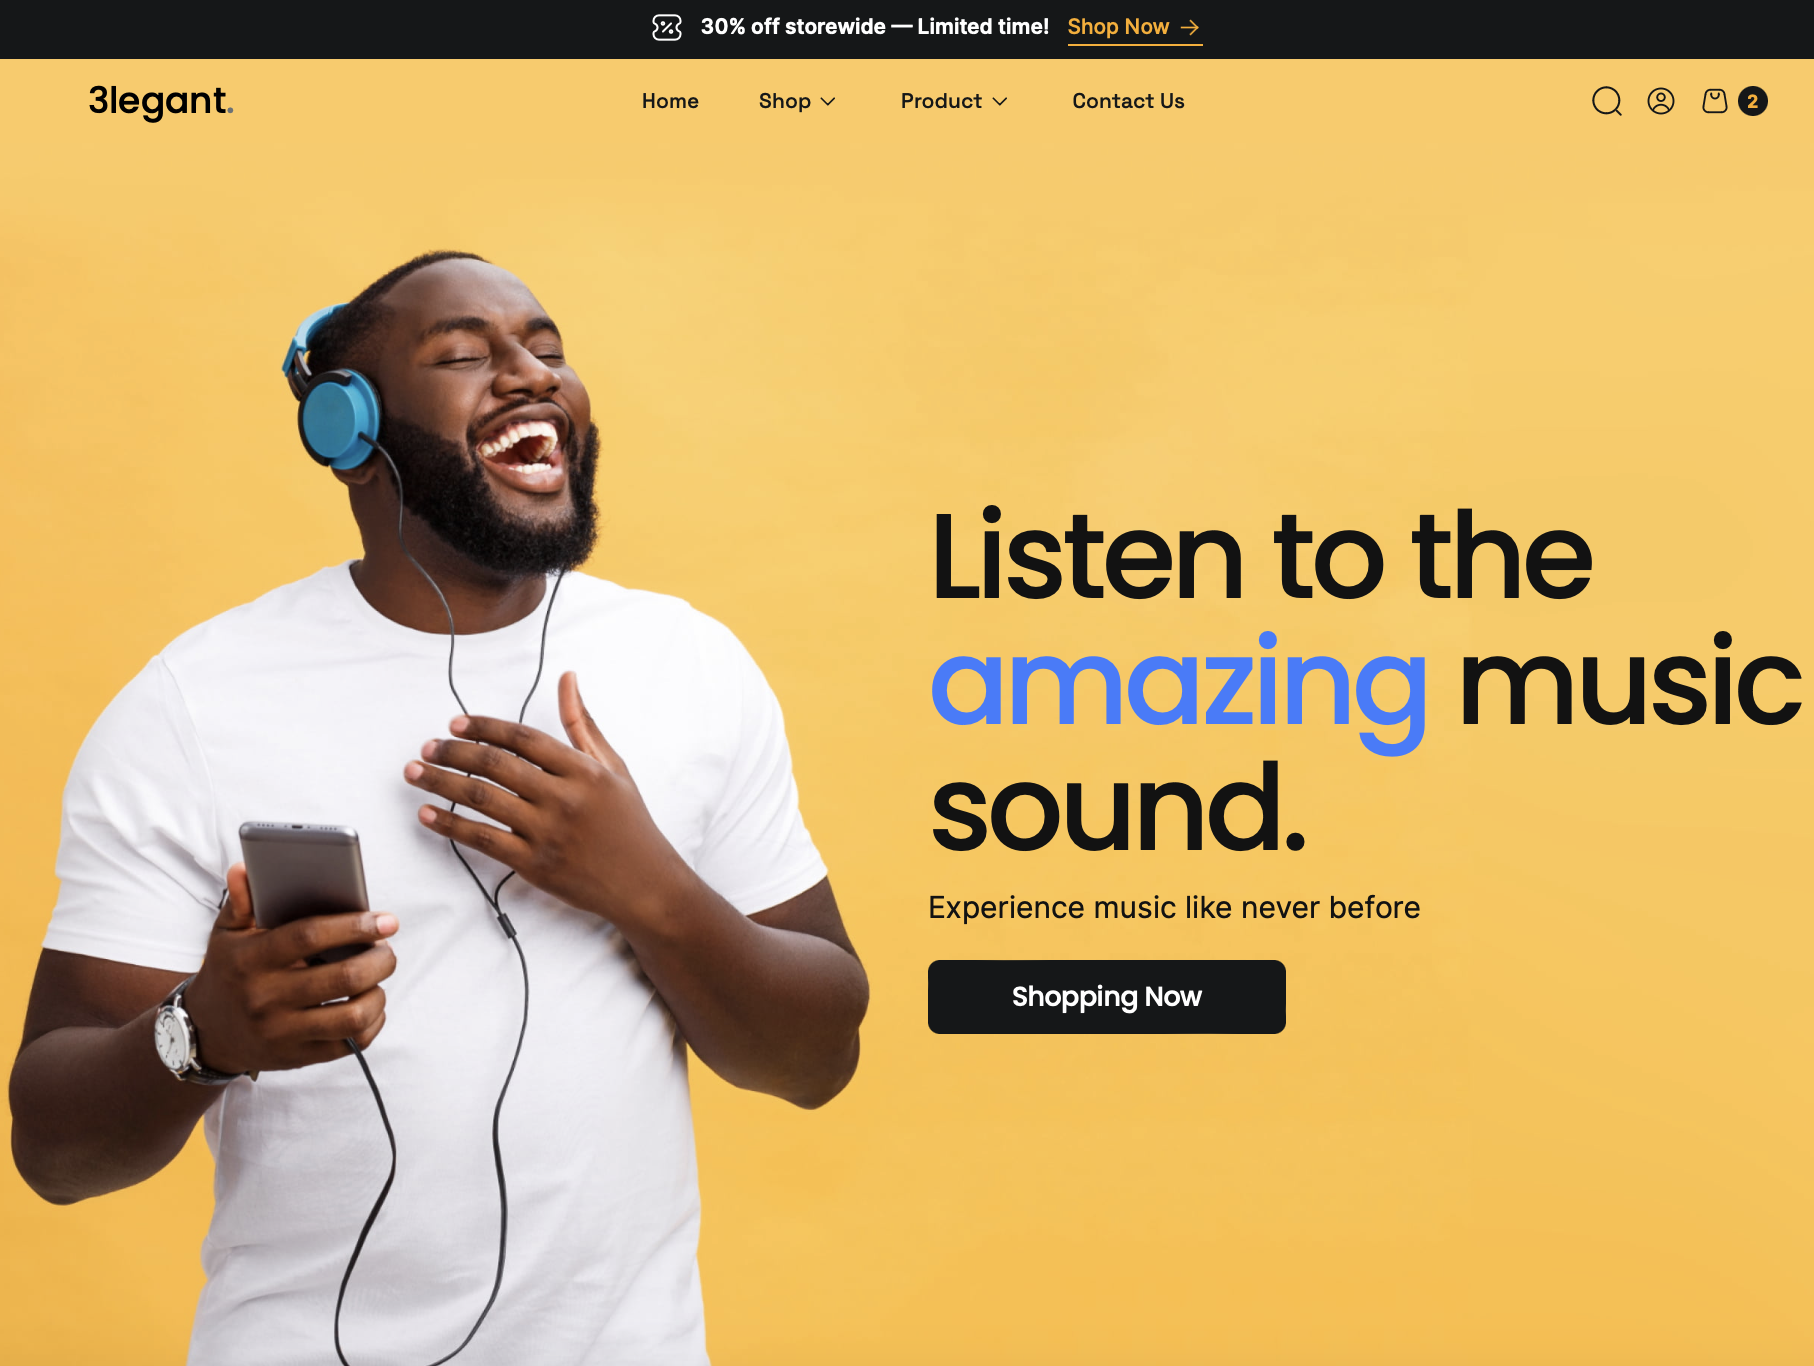 30% off storewide — Limited time! Shop Now →
3legant.
Home Shop Product Contact Us
2
Listen to the
amazing music
sound.
Experience music like never before
Shopping Now